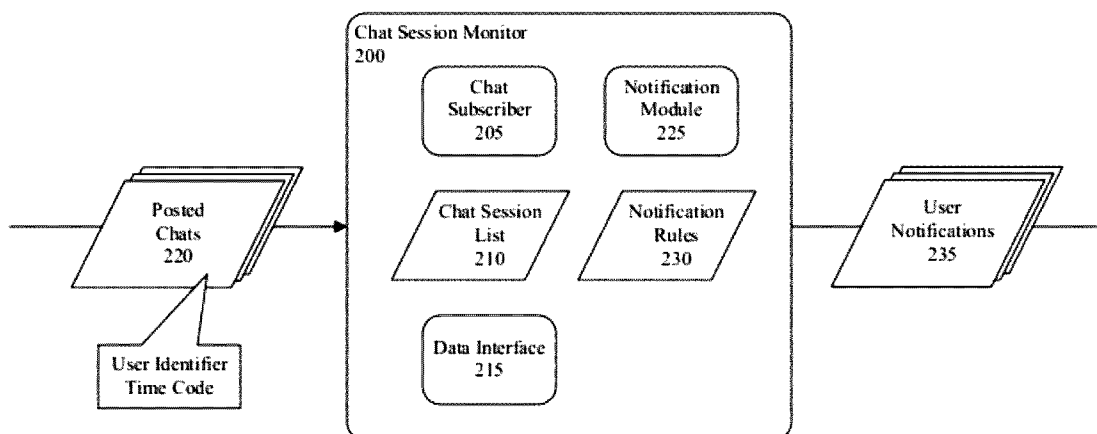 Chat Session Monitor
200
Chat
Subscriber
205
Notification
Module
225
Posted
Chats
220
Chat Session
List
210
Notification
Rules
230
User
Notifications
235
User Identifier
Time Code
Data Interface
215